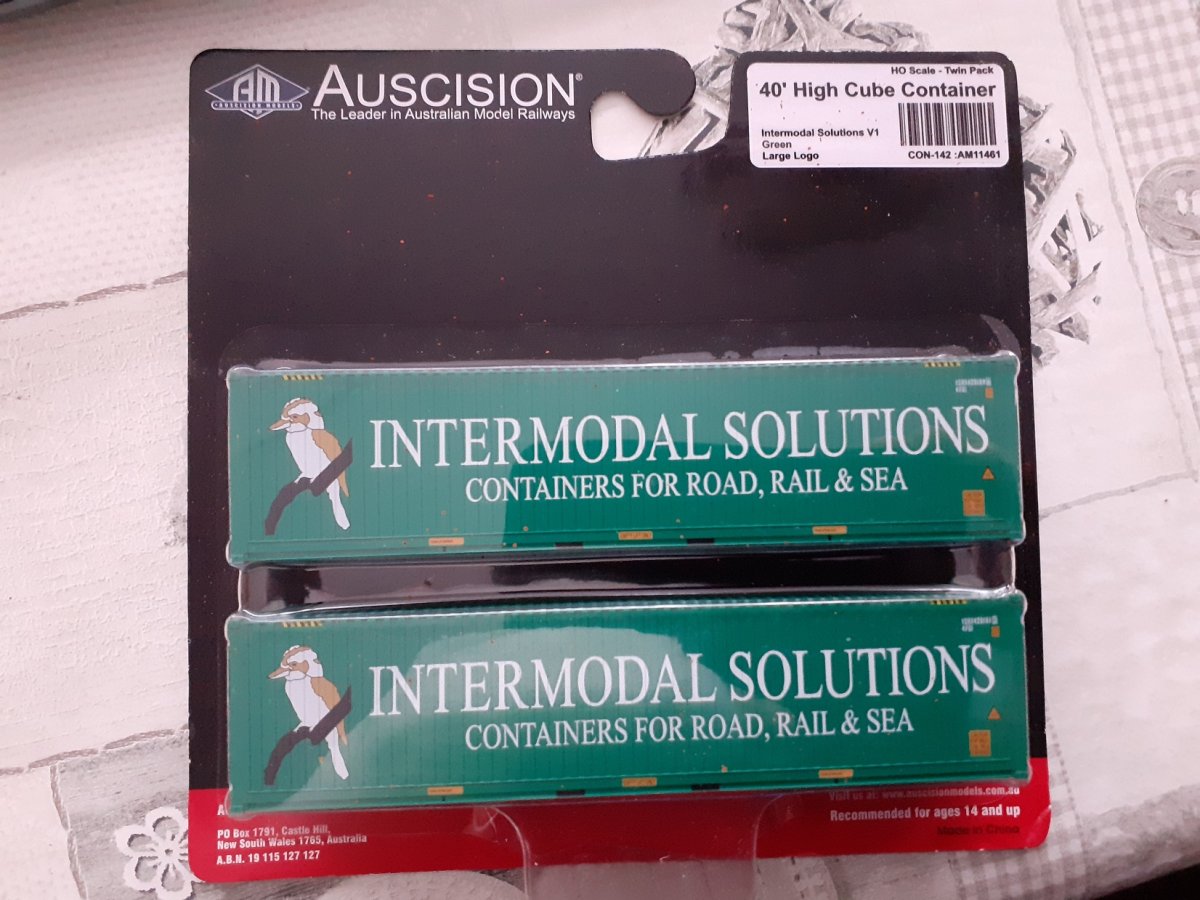 AM
AUSCISION MODELS
AUSCISION®
The Leader in Australian Model Railways
HO Scale - Twin Pack
40' High Cube Container
Intermodal Solutions V1
Green
Large Logo
CON-142 :AM11461
INTERMODAL SOLUTIONS
CONTAINERS FOR ROAD, RAIL & SEA
INTERMODAL SOLUTIONS
CONTAINERS FOR ROAD, RAIL & SEA
PO Box 1791, Castle Hill,
New South Wales 1765, Australia
A.B.N. 19 115 127 127
Visit us at: www.auscisionmodels.com.au
Recommended for ages 14 and up
Made in China